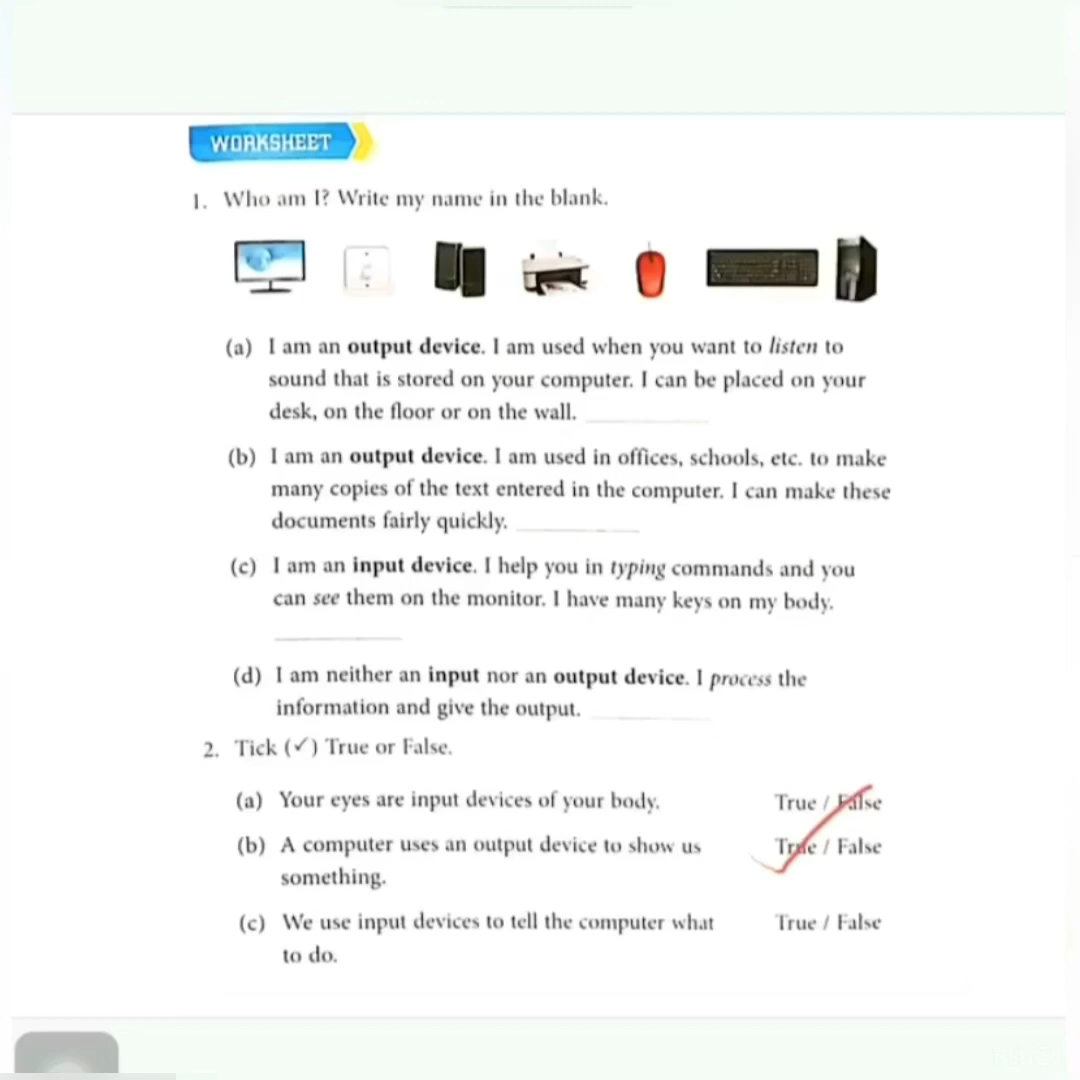 WORKSHEET
1. Who am I? Write my name in the blank.
(a) I am an output device. I am used when you want to listen to
sound that is stored on your computer. I can be placed on your
desk, on the floor or on the wall.
(b) I am an output device. I am used in offices, schools, etc. to make
many copies of the text entered in the computer. I can make these
documents fairly quickly.
(c) I am an input device. I help you in typing commands and you
can see them on the monitor. I have many keys on my body.
(d) I am neither an input nor an output device. I process the
information and give the output.
2. Tick (✓) True or False.
(a) Your eyes are input devices of your body. True / False
(b) A computer uses an output device to show us True / False
something.
(c) We use input devices to tell the computer what True / False
to do.